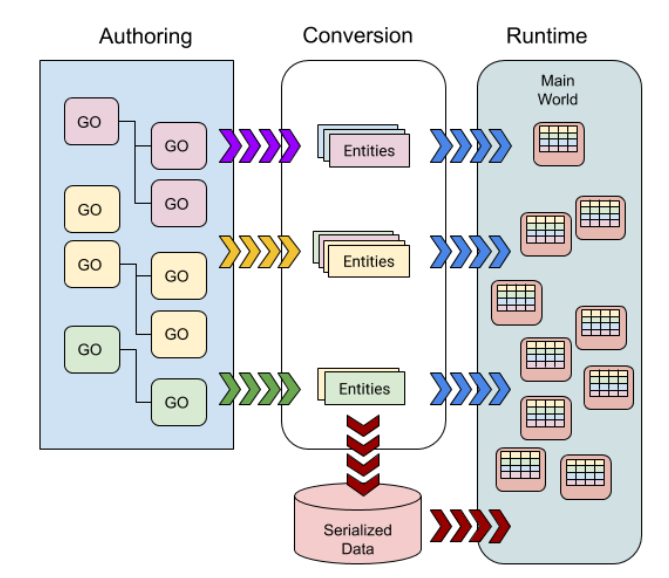 Authoring
Conversion
Runtime
GO
GO
GO
GO
GO
GO
GO
GO
GO
Entities
Entities
Entities
Serialized
Data
Main
World